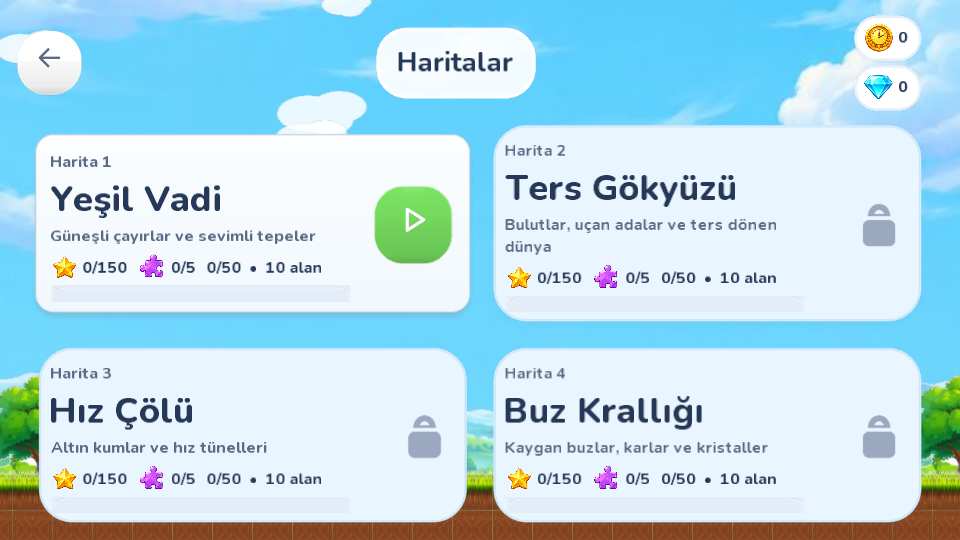 Haritalar
0
0
Harita 1
Yeşil Vadi
Güneşli çayırlar ve sevimli tepeler
0/150 0/5 0/50 • 10 alan
Harita 2
Ters Gökyüzü
Bulutlar, uçan adalar ve ters dönen
dünya
0/150 0/5 0/50 • 10 alan
Harita 3
Hız Çölü
Altın kumlar ve hız tünelleri
0/150 0/5 0/50 • 10 alan
Harita 4
Buz Krallığı
Kaygan buzlar, karlar ve kristaller
0/150 0/5 0/50 • 10 alan